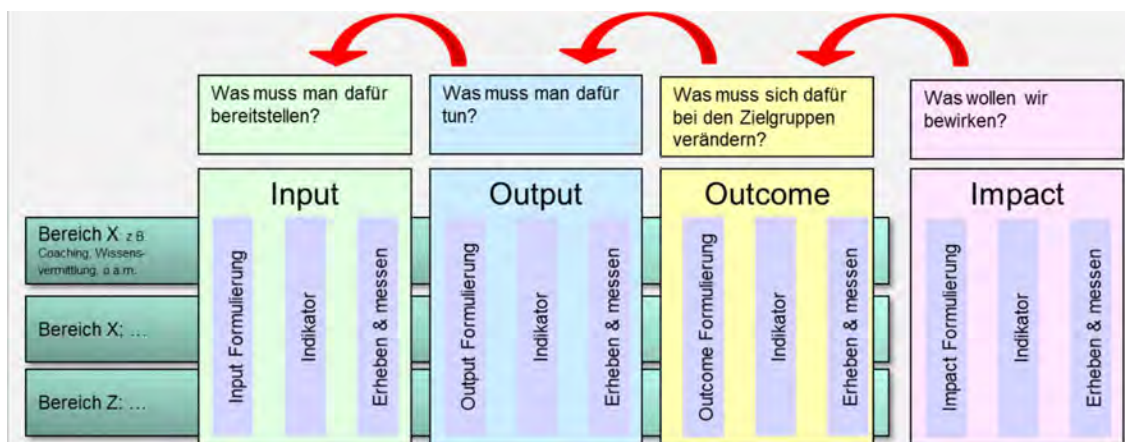 Was muss man dafür
bereitstellen?
Was muss man dafür
tun?
Was muss sich dafür
bei den Zielgruppen
verändern?
Was wollen wir
bewirken?
Input
Output
Outcome
Impact
Bereich X z B
Coaching, Wissens-
vermittlung, o.a.m.
Bereich X: ...
Bereich Z: ...
Input Formulierung
Indikator
Erheben & messen
Output Formulierung
Indikator
Erheben & messen
Outcome Formulierung
Indikator
Erheben & messen
Impact Formulierung
Indikator
Erheben & messen